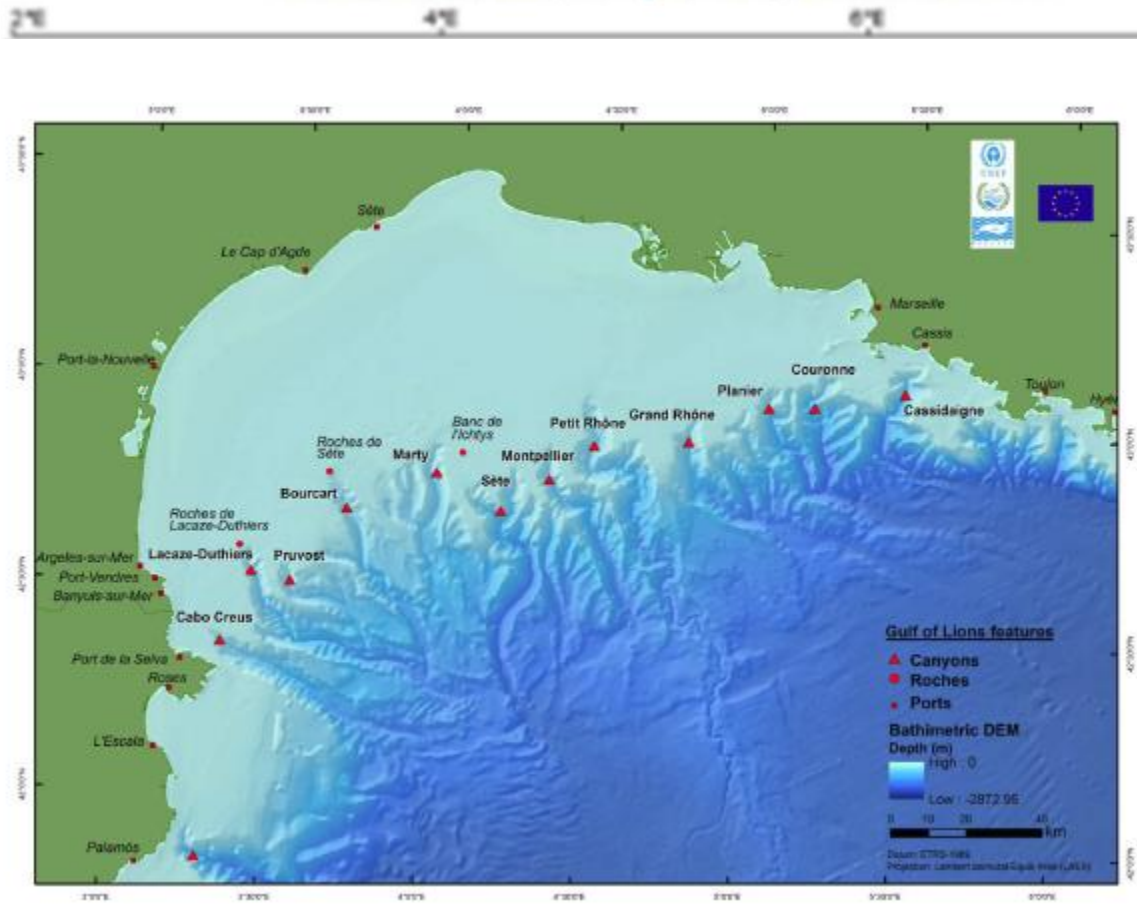 2°E 4°E 6°E
Sète
Le Cap d'Agde
Marseille
Cassis
Port-la-Nouvelle
Couronne
Toulon
Planier
Cassidaigne
Grand Rhône
Petit Rhône
Banc de
l'Ichtys
Roches de
Sète
Marty
Montpellier
Sète
Bourcart
Roches de
Lacaze-Duthiers
Argeles-sur-Mer
Lacaze-Duthiers
Pruvost
Port-Vendres
Banyuls-sur-Mer
Cabo Creus
Port de la Selva
Roses
L'Escala
Palamós
Gulf of Lions features
Canyons
Roches
Ports
Bathimetric DEM
Depth (m)
High : 0
Low : -2872.95
0 10 20 40
km